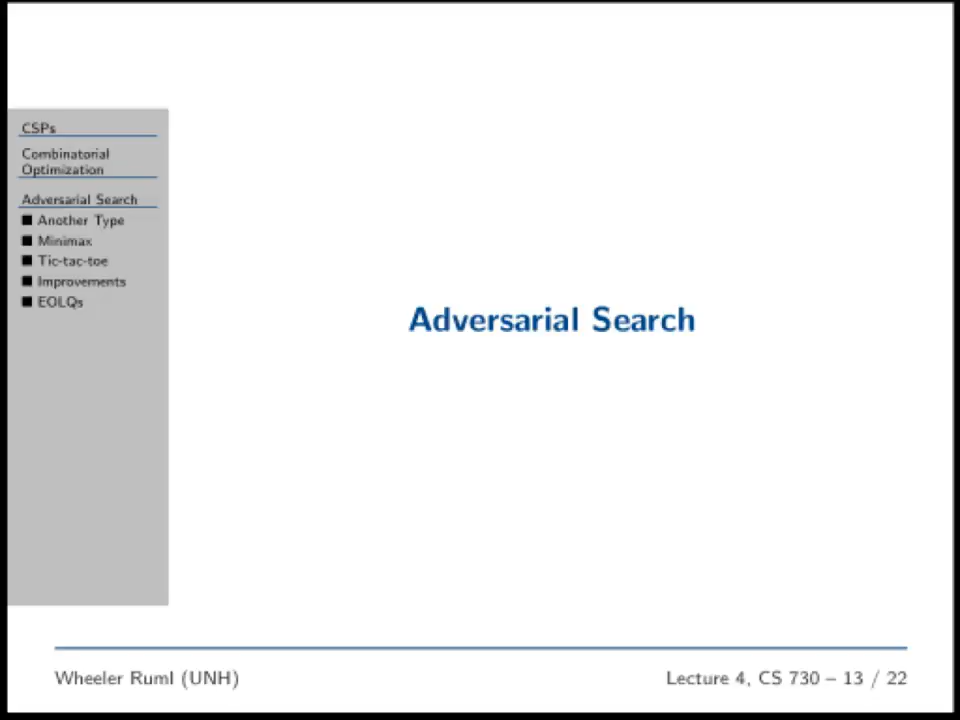 CSPs
Combinatorial
Optimization
Adversarial Search
■ Another Type
■ Minimax
■ Tic-tac-toe
■ Improvements
■ EOLQs
Adversarial Search
Wheeler Ruml (UNH)
Lecture 4, CS 730 – 13 / 22